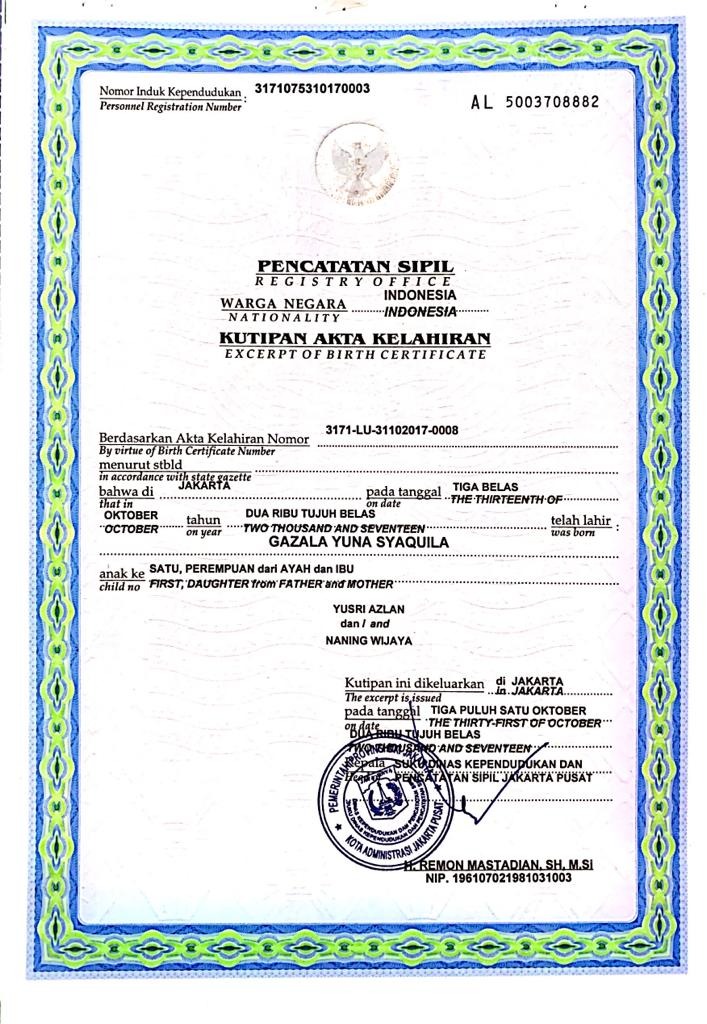 Nomor Induk Kependudukan : 3171075310170003
Personnel Registration Number
AL 5003708882
PENCATATAN SIPIL
REGISTRY OFFICE
WARGA NEGARA INDONESIA
NATIONALITY INDONESIA
KUTIPAN AKTA KELAHIRAN
EXCERPT OF BIRTH CERTIFICATE
Berdasarkan Akta Kelahiran Nomor 3171-LU-31102017-0008
By virtue of Birth Certificate Number
menurut stbld
in accordance with state gazette
bahwa di JAKARTA pada tanggal TIGA BELAS
that in on date THE THIRTEENTH OF
OKTOBER tahun DUA RIBU TUJUH BELAS telah lahir :
OCTOBER on year TWO THOUSAND AND SEVENTEEN was born
GAZALA YUNA SYAQUILA
anak ke SATU, PEREMPUAN dari AYAH dan IBU
child no FIRST, DAUGHTER from FATHER and MOTHER
YUSRI AZLAN
dan / and
NANING WIJAYA
Kutipan ini dikeluarkan di JAKARTA
The excerpt is issued in JAKARTA
pada tanggal TIGA PULUH SATU OKTOBER
on date THE THIRTY-FIRST OF OCTOBER
DUA RIBU TUJUH BELAS
TWO THOUSAND AND SEVENTEEN
Kepala SUKU DINAS KEPENDUDUKAN DAN
Head of PENCATATAN SIPIL JAKARTA PUSAT
PEMERINTAH PROVINSI DKI JAKARTA
KOTA ADMINISTRASI JAKARTA PUSAT
H. REMON MASTADIAN, SH, M.SI
NIP. 196107021981031003